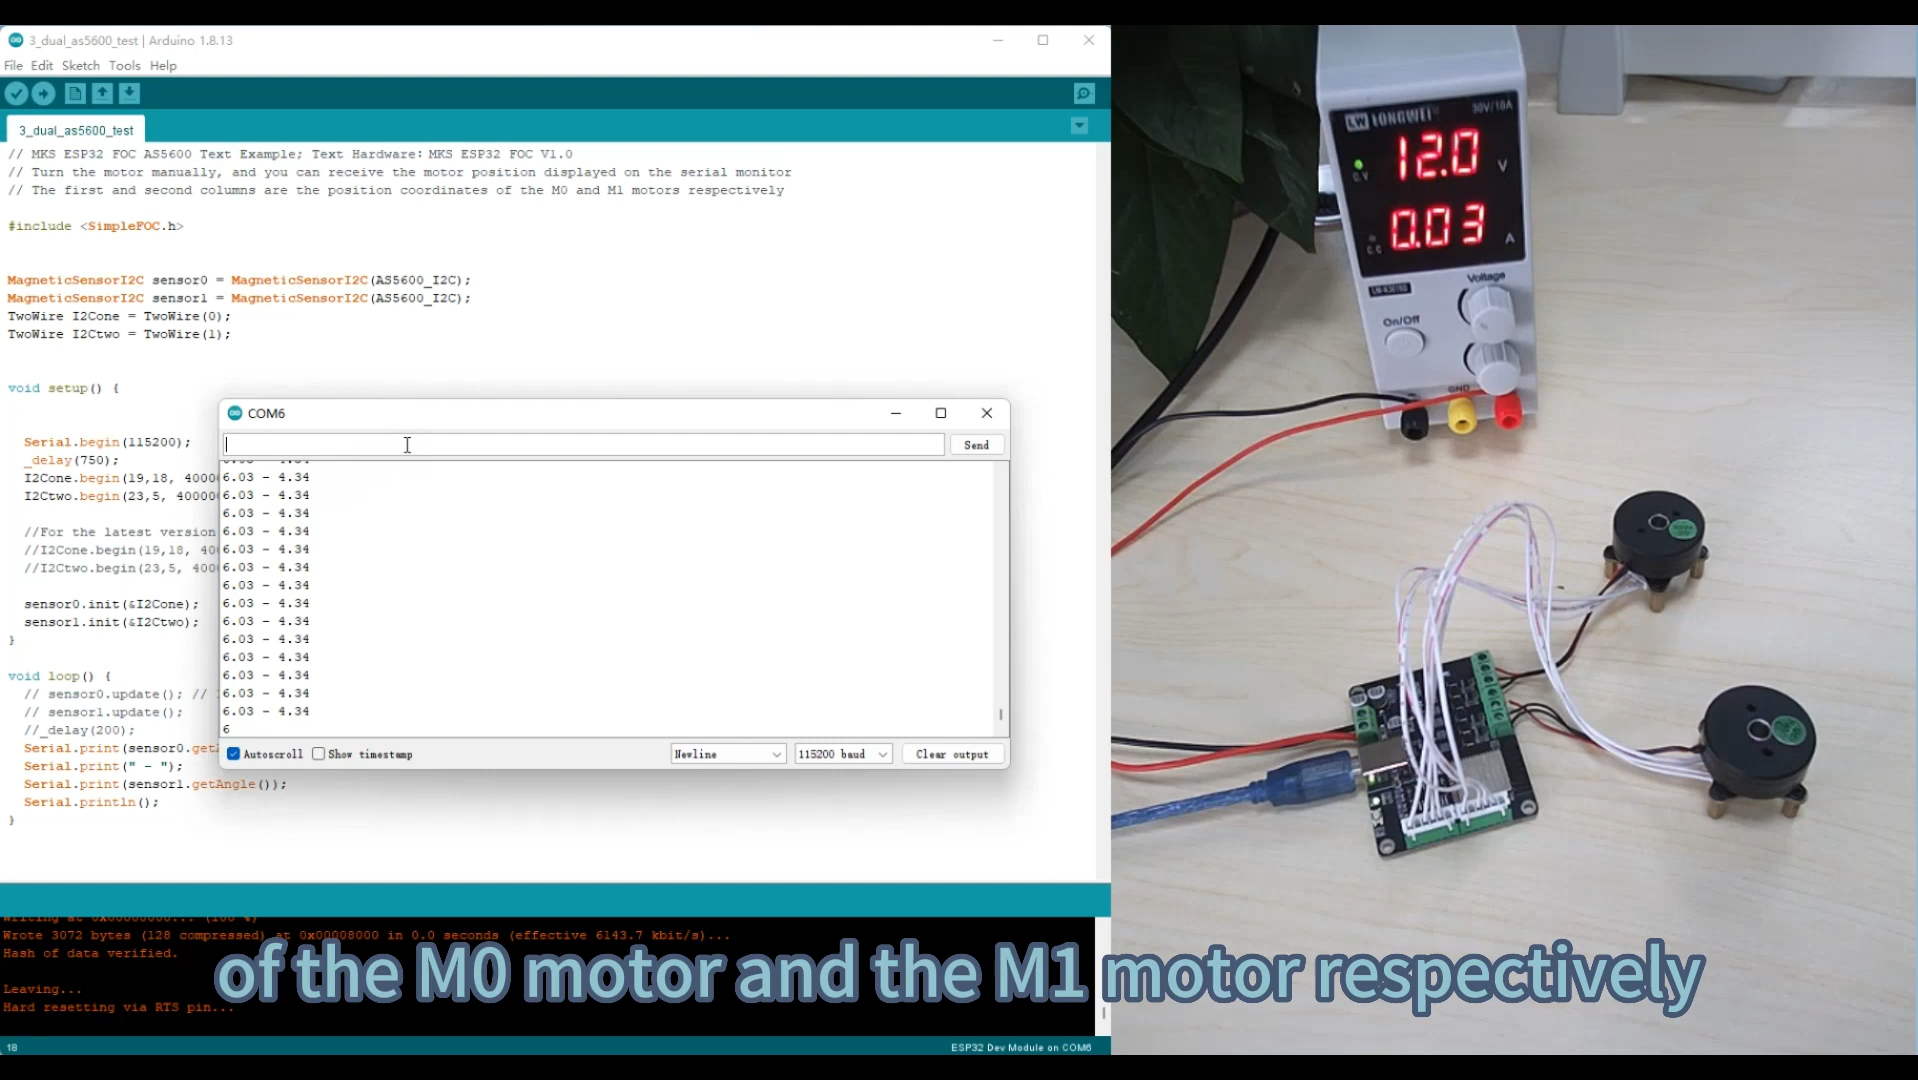 3_dual_as5600_test | Arduino 1.8.13
File Edit Sketch Tools Help
3_dual_as5600_test
// MKS ESP32 FOC AS5600 Text Example; Text Hardware：MKS ESP32 FOC V1.0
// Turn the motor manually, and you can receive the motor position displayed on the serial monitor
// The first and second columns are the position coordinates of the M0 and M1 motors respectively
#include <SimpleFOC.h>
MagneticSensorI2C sensor0 = MagneticSensorI2C(AS5600_I2C);
MagneticSensorI2C sensor1 = MagneticSensorI2C(AS5600_I2C);
TwoWire I2Cone = TwoWire(0);
TwoWire I2Ctwo = TwoWire(1);
void setup() {
Serial.begin(115200);
_delay(750);
I2Cone.begin(19,18, 4000
I2Ctwo.begin(23,5, 40000
//For the latest version
//I2Cone.begin(19,18, 40
//I2Ctwo.begin(23,5, 400
sensor0.init(&I2Cone);
sensor1.init(&I2Ctwo);
}
void loop() {
// sensor0.update(); //
// sensor1.update();
//_delay(200);
Serial.print(sensor0.get
Serial.print(" - ");
Serial.print(sensor1.getAngle());
Serial.println();
}
COM6
Send
6.03 - 4.34
6.03 - 4.34
6.03 - 4.34
6.03 - 4.34
6.03 - 4.34
6.03 - 4.34
6.03 - 4.34
6.03 - 4.34
6.03 - 4.34
6.03 - 4.34
6.03 - 4.34
6.03 - 4.34
6.03 - 4.34
6.03 - 4.34
6
Autoscroll Show timestamp Newline 115200 baud Clear output
Wrote 3072 bytes (128 compressed) at 0x00008000 in 0.0 seconds (effective 6143.7 kbit/s)...
Hash of data verified.
Leaving...
Hard resetting via RTS pin...
18
ESP32 Dev Module on COM6
LW LONGWEI
30V/10A
12.0 V
C.V
0.03 A
C.C
Voltage
On/Off
GND
of the M0 motor and the M1 motor respectively